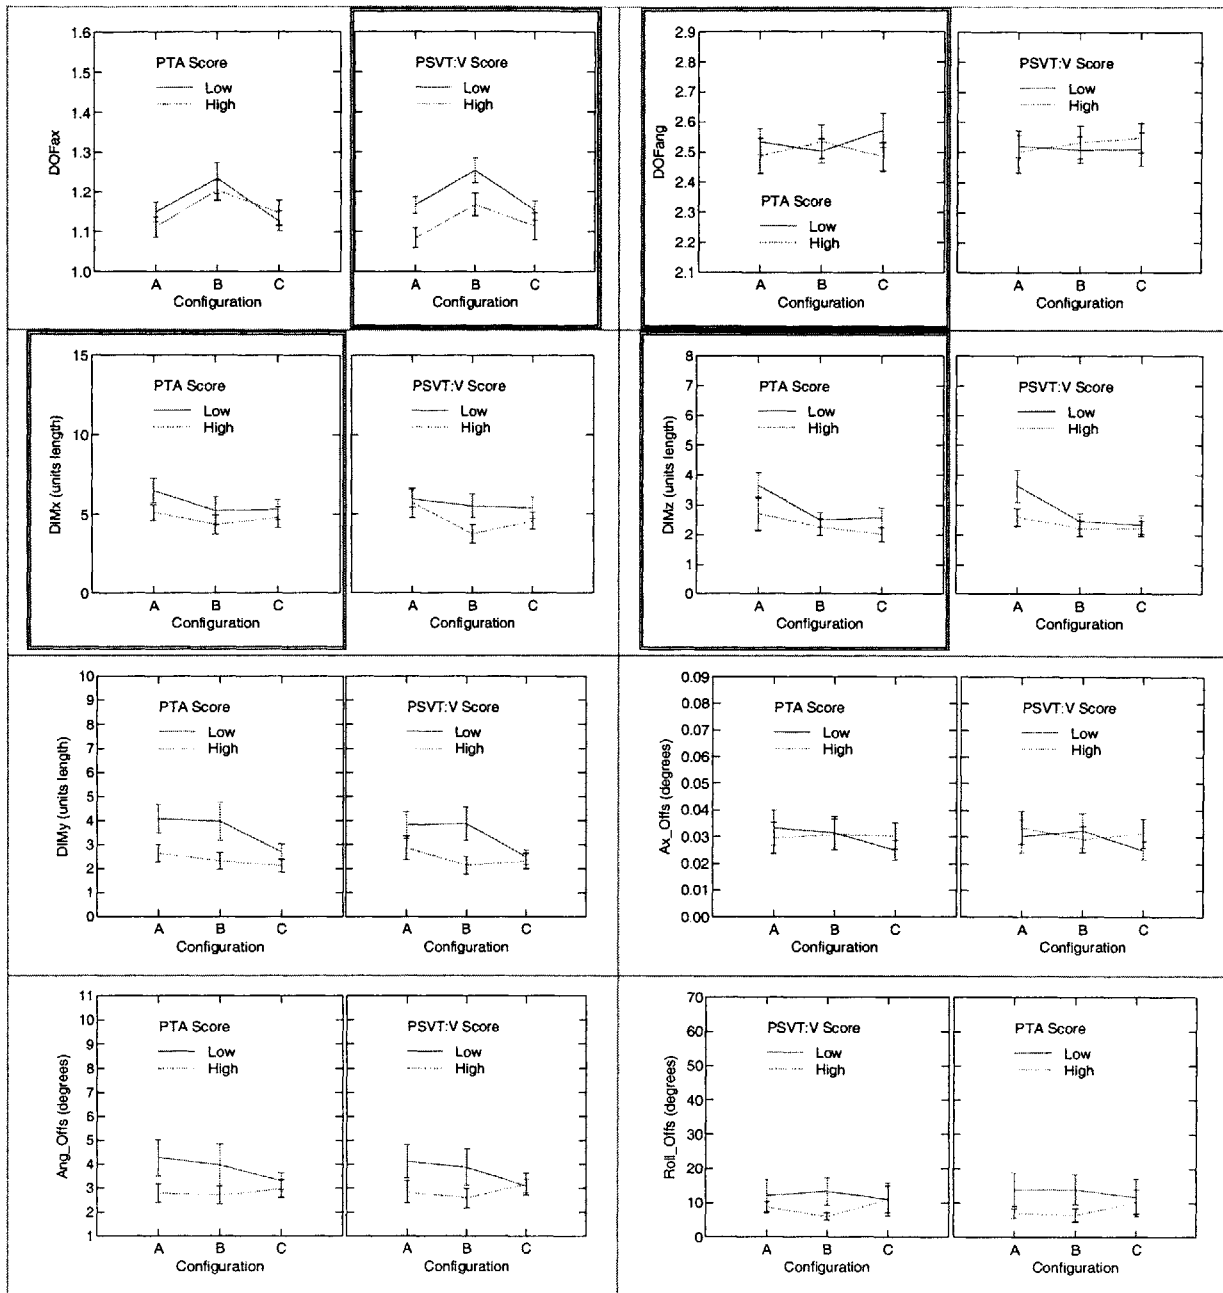 1.6
1.5
1.4
1.3
1.2
1.1
1.0
DOFax
PTA Score
Low
High
A B C
Configuration
PSVT:V Score
Low
High
A B C
Configuration
2.9
2.8
2.7
2.6
2.5
2.4
2.3
2.2
2.1
DOFang
PTA Score
Low
High
A B C
Configuration
PSVT:V Score
Low
High
A B C
Configuration
15
10
5
0
DIMx (units length)
PTA Score
Low
High
A B C
Configuration
PSVT:V Score
Low
High
A B C
Configuration
8
7
6
5
4
3
2
1
0
DIMz (units length)
PTA Score
Low
High
A B C
Configuration
PSVT:V Score
Low
High
A B C
Configuration
10
9
8
7
6
5
4
3
2
1
0
DIMy (units length)
PTA Score
Low
High
A B C
Configuration
PSVT:V Score
Low
High
A B C
Configuration
0.09
0.08
0.07
0.06
0.05
0.04
0.03
0.02
0.01
0.00
Ax_Offs (degrees)
PTA Score
Low
High
A B C
Configuration
PSVT:V Score
Low
High
A B C
Configuration
11
10
9
8
7
6
5
4
3
2
1
Ang_Offs (degrees)
PTA Score
Low
High
A B C
Configuration
PSVT:V Score
Low
High
A B C
Configuration
70
60
50
40
30
20
10
0
Roll_Offs (degrees)
PSVT:V Score
Low
High
A B C
Configuration
PTA Score
Low
High
A B C
Configuration